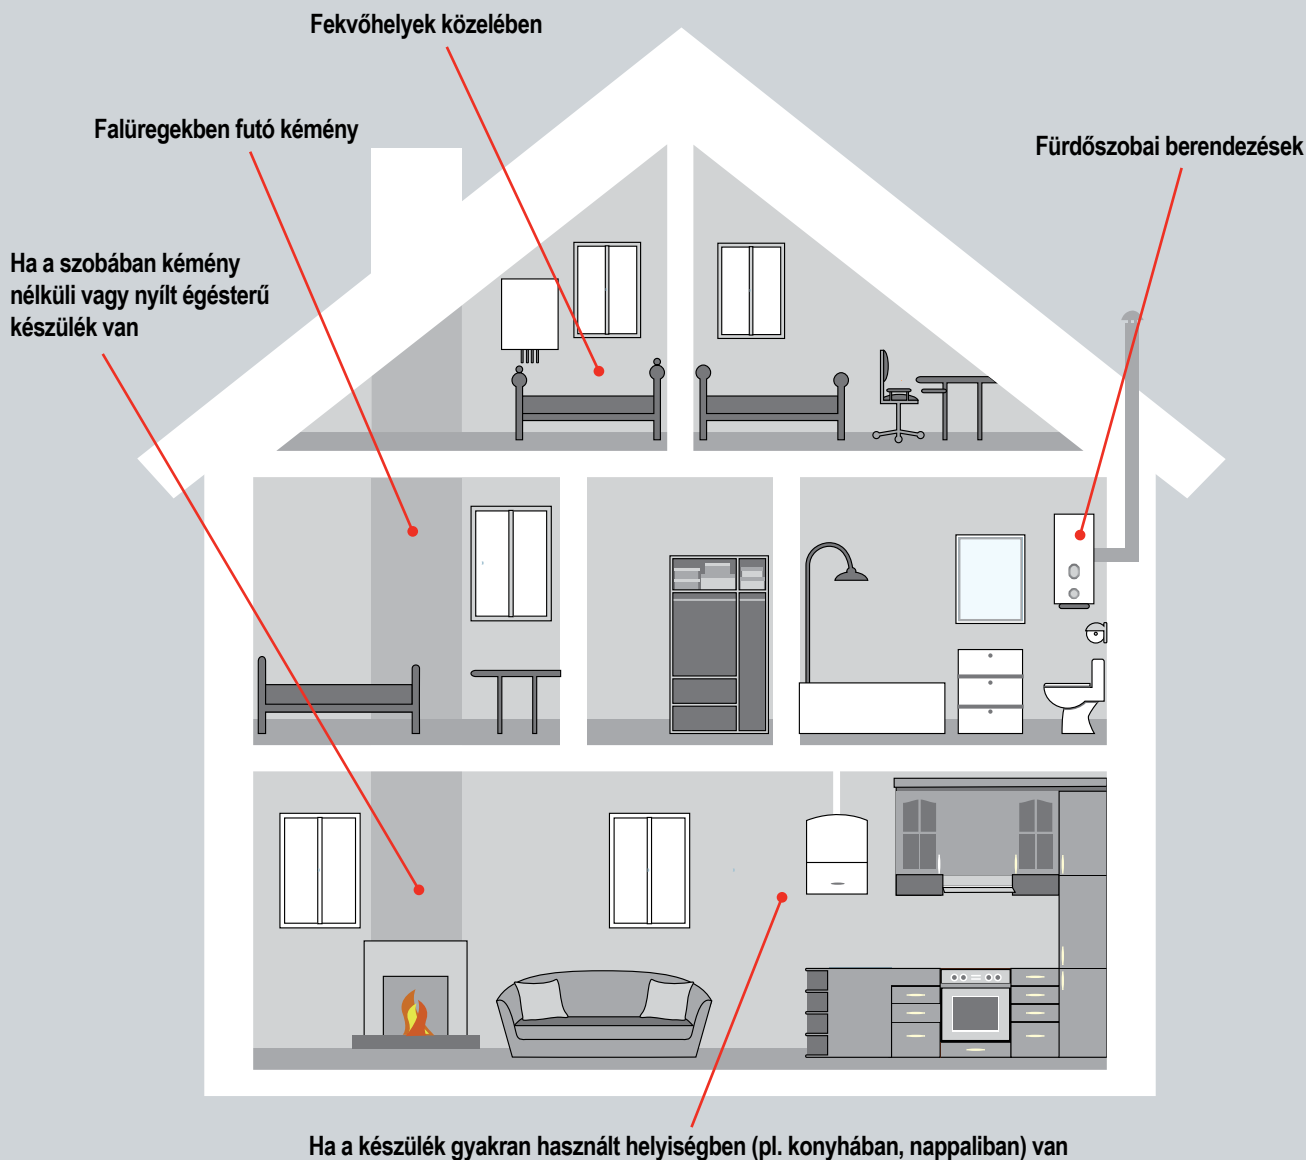 Fekvőhelyek közelében
Falüregekben futó kémény
Fürdőszobai berendezések
Ha a szobában kémény
nélküli vagy nyílt égésterű
készülék van
Ha a készülék gyakran használt helyiségben (pl. konyhában, nappaliban) van